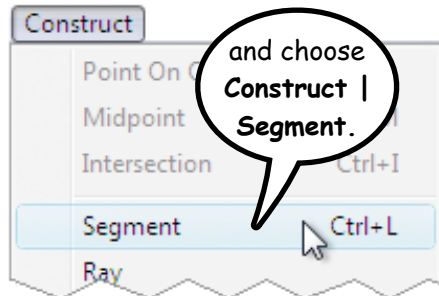 Construct
and choose
Construct |
Segment.
Point On
Midpoint
Intersection Ctrl+I
Segment Ctrl+L
Ray